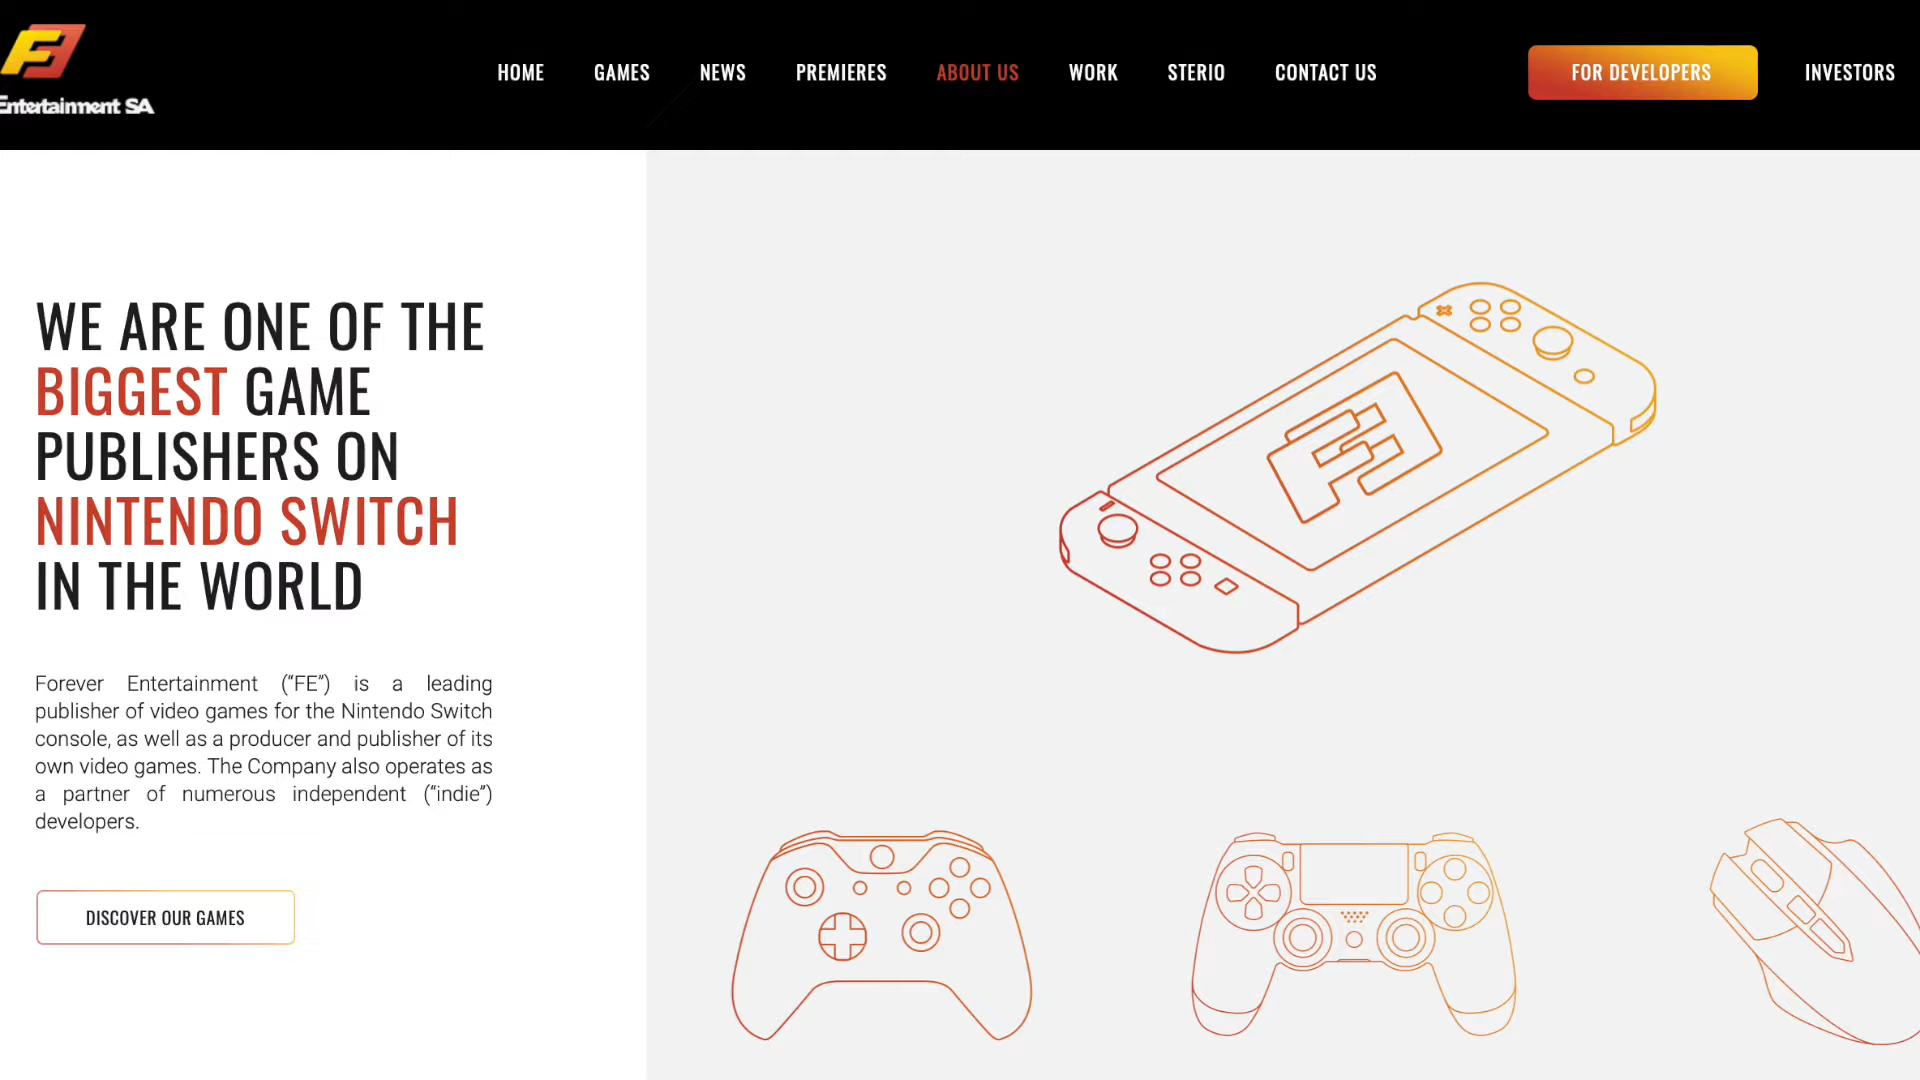 FE
Entertainment SA
HOME GAMES NEWS PREMIERES ABOUT US WORK STERIO CONTACT US FOR DEVELOPERS INVESTORS
WE ARE ONE OF THE
BIGGEST GAME
PUBLISHERS ON
NINTENDO SWITCH
IN THE WORLD
Forever Entertainment (“FE”) is a leading
publisher of video games for the Nintendo Switch
console, as well as a producer and publisher of its
own video games. The Company also operates as
a partner of numerous independent (“indie”)
developers.
DISCOVER OUR GAMES